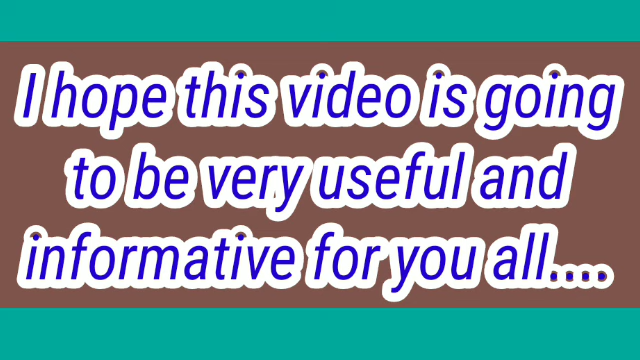 I hope this video is going
to be very useful and
informative for you all....